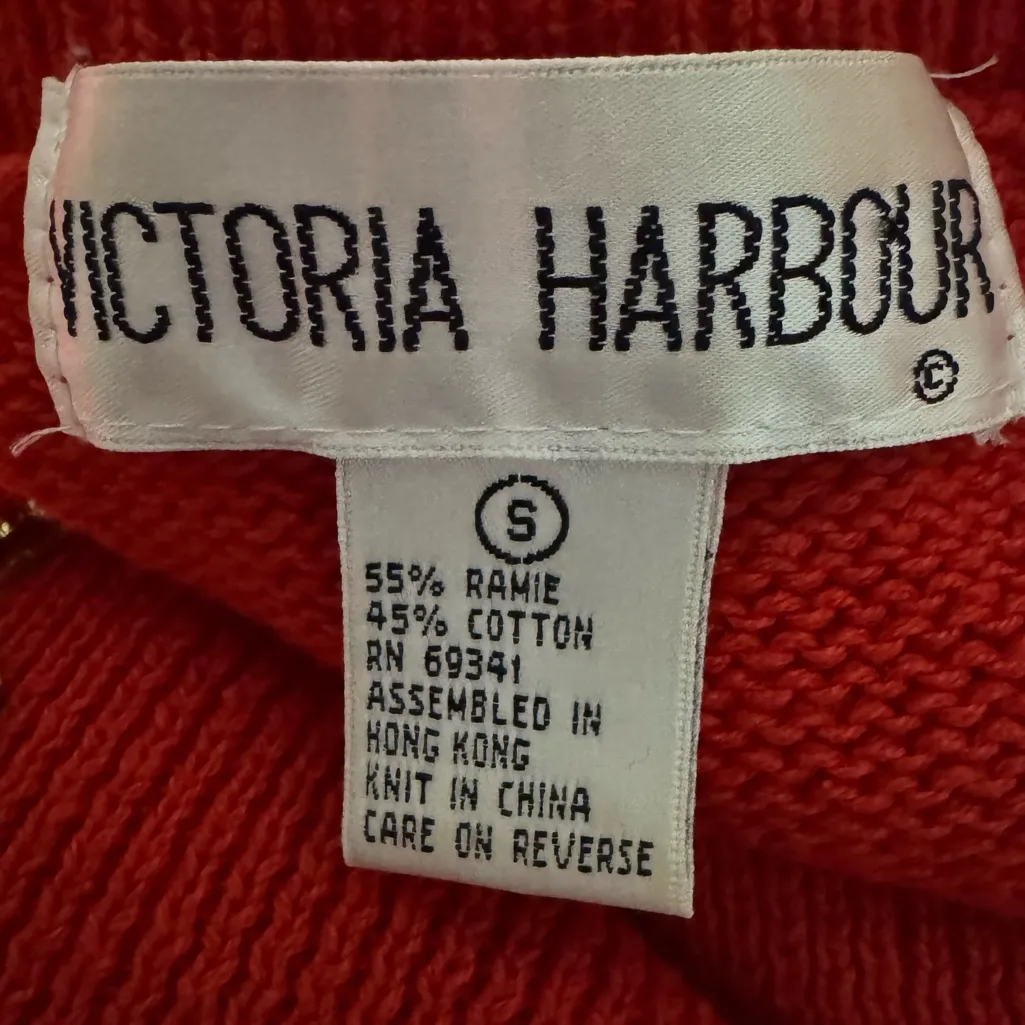 VICTORIA HARBOUR
©
S
55% RAMIE
45% COTTON
RN 69341
ASSEMBLED IN
HONG KONG
KNIT IN CHINA
CARE ON REVERSE